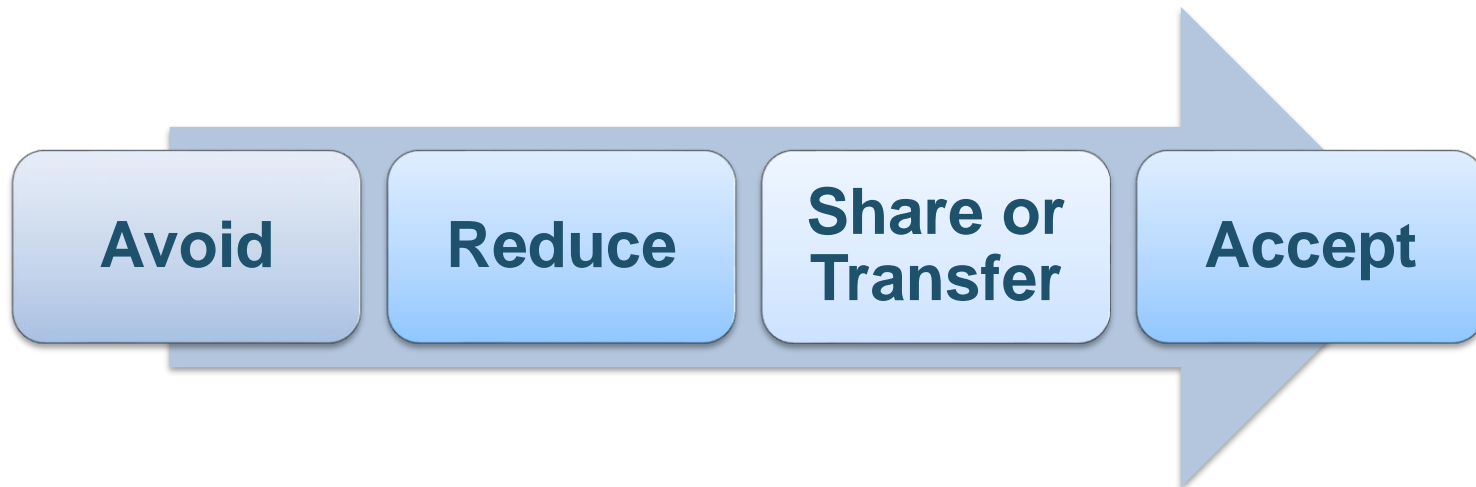 Avoid
Reduce
Share or
Transfer
Accept